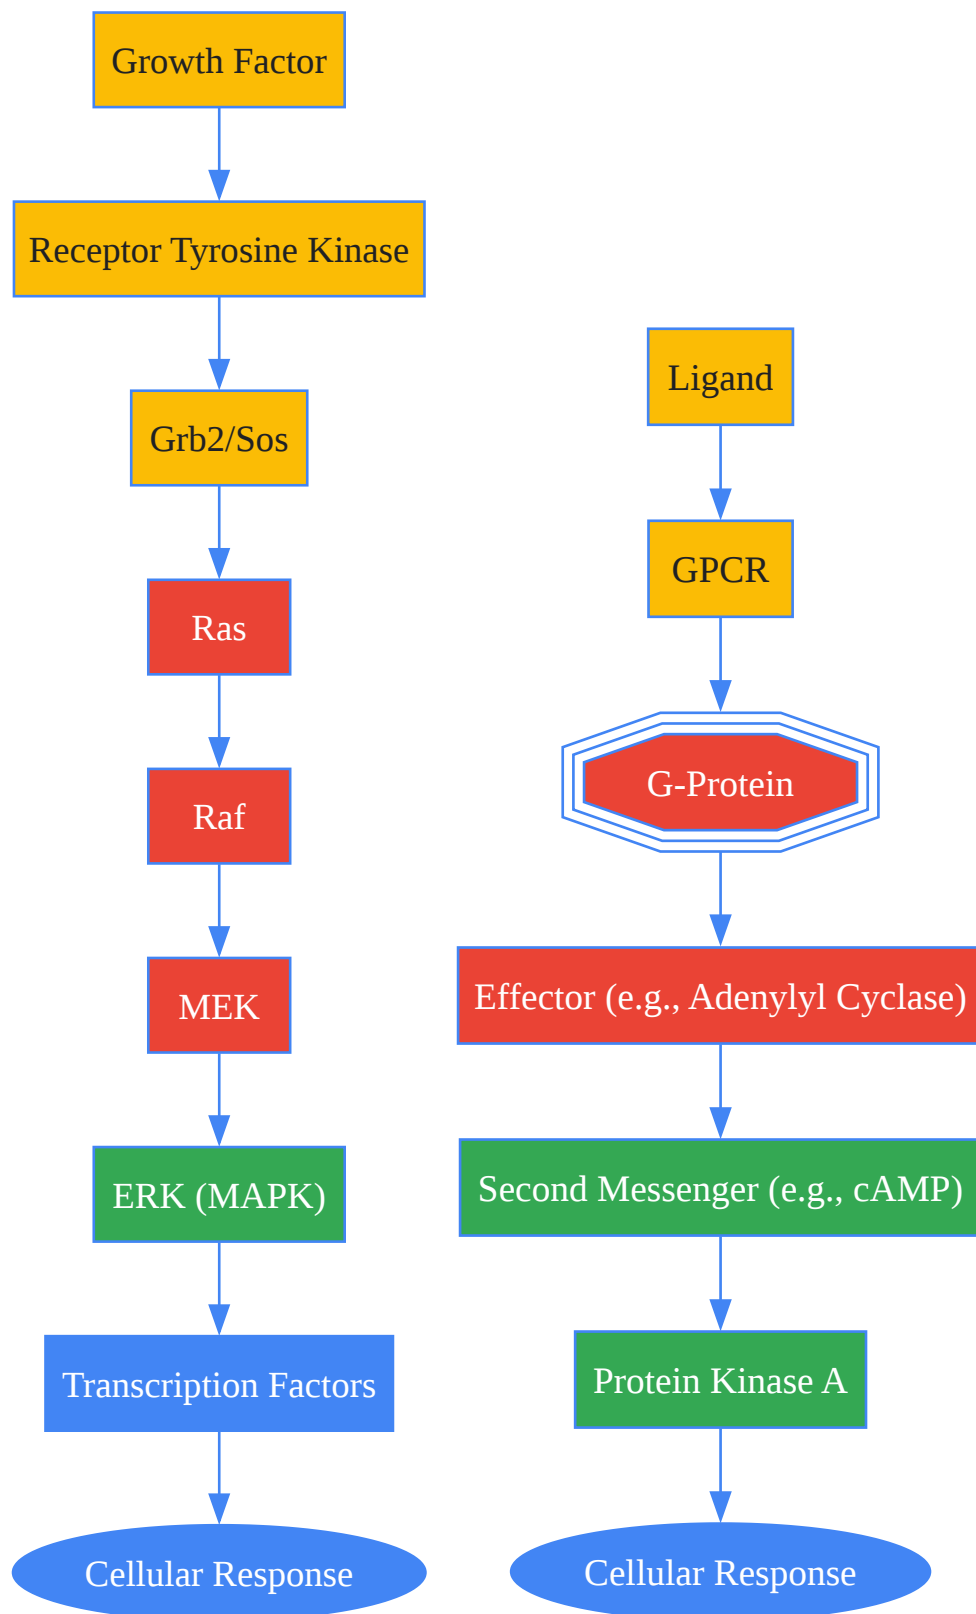 Growth Factor
Receptor Tyrosine Kinase
Grb2/Sos
Ras
Raf
MEK
ERK (MAPK)
Transcription Factors
Cellular Response
Ligand
GPCR
G-Protein
Effector (e.g., Adenylyl Cyclase)
Second Messenger (e.g., cAMP)
Protein Kinase A
Cellular Response